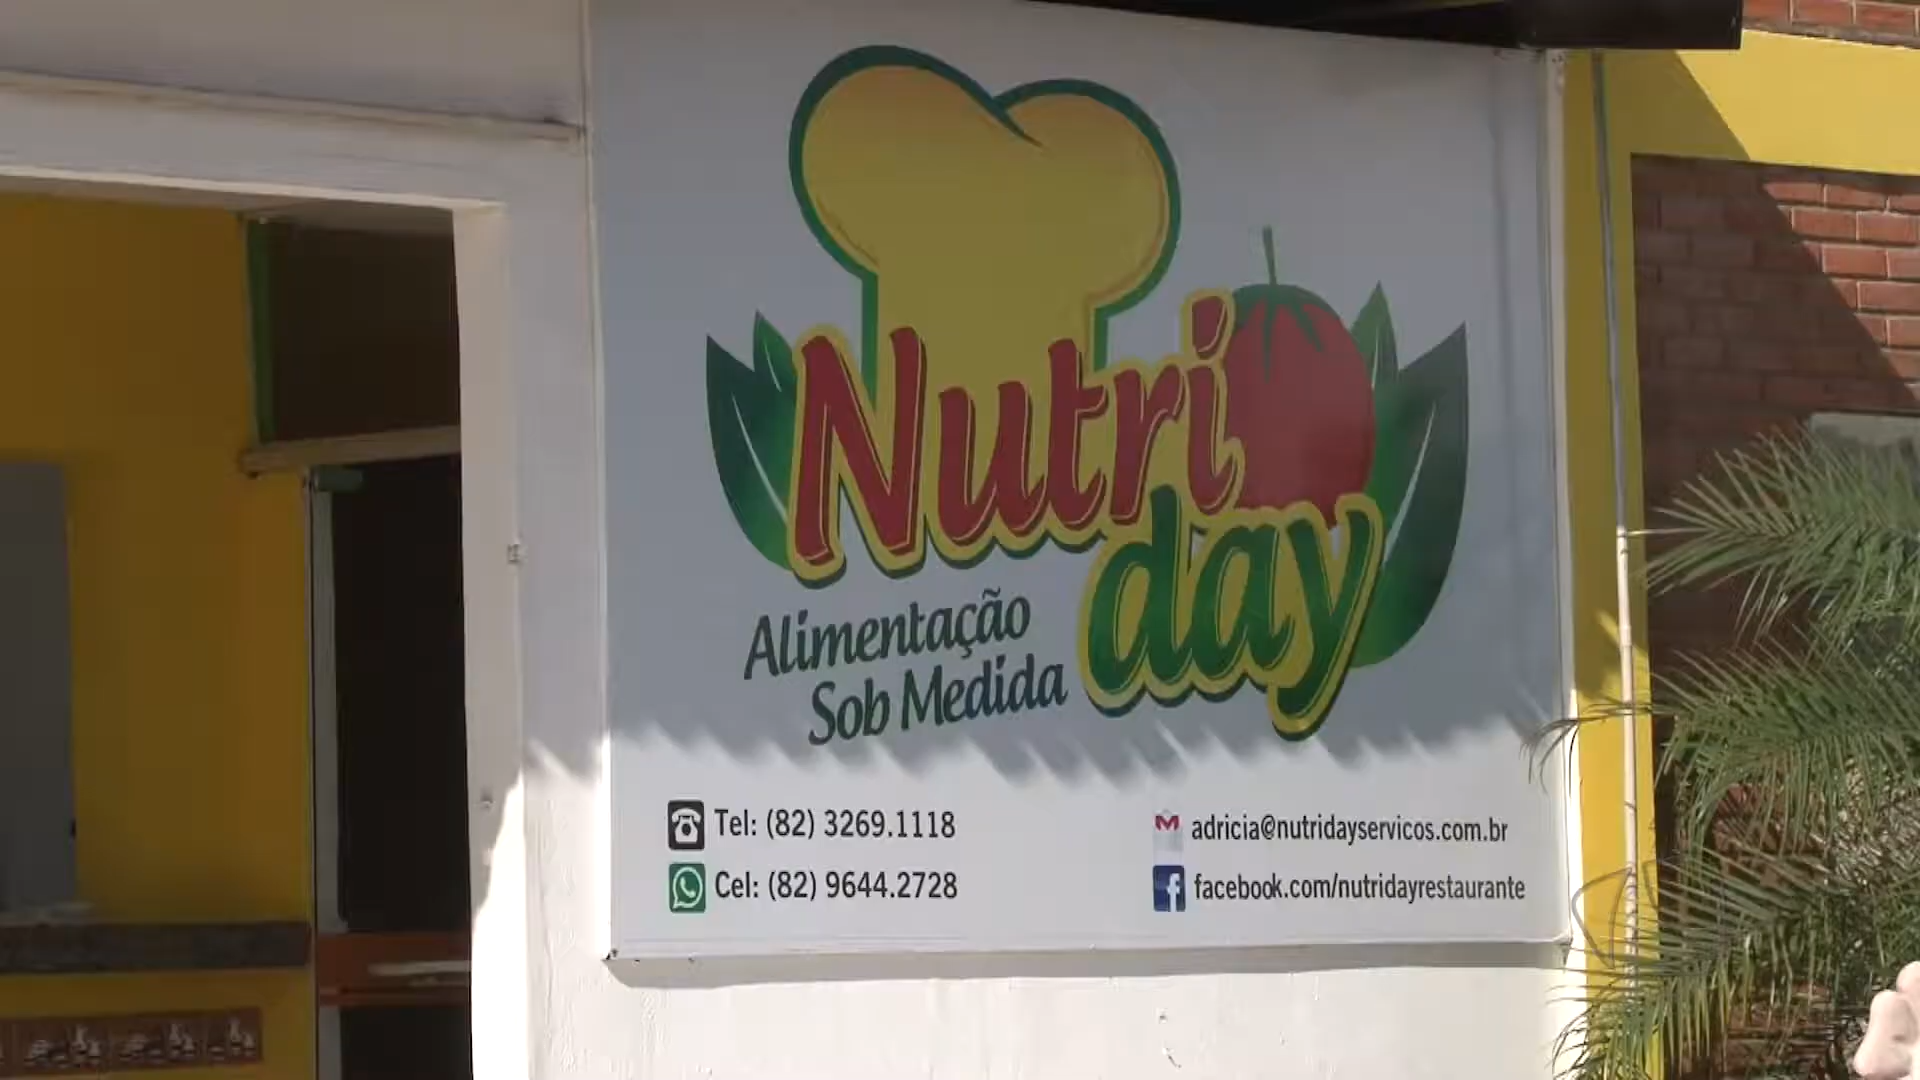 Nutri
day
Alimentação
Sob Medida
Tel: (82) 3269.1118
Cel: (82) 9644.2728
adricia@nutridayservicos.com.br
facebook.com/nutridayrestaurante